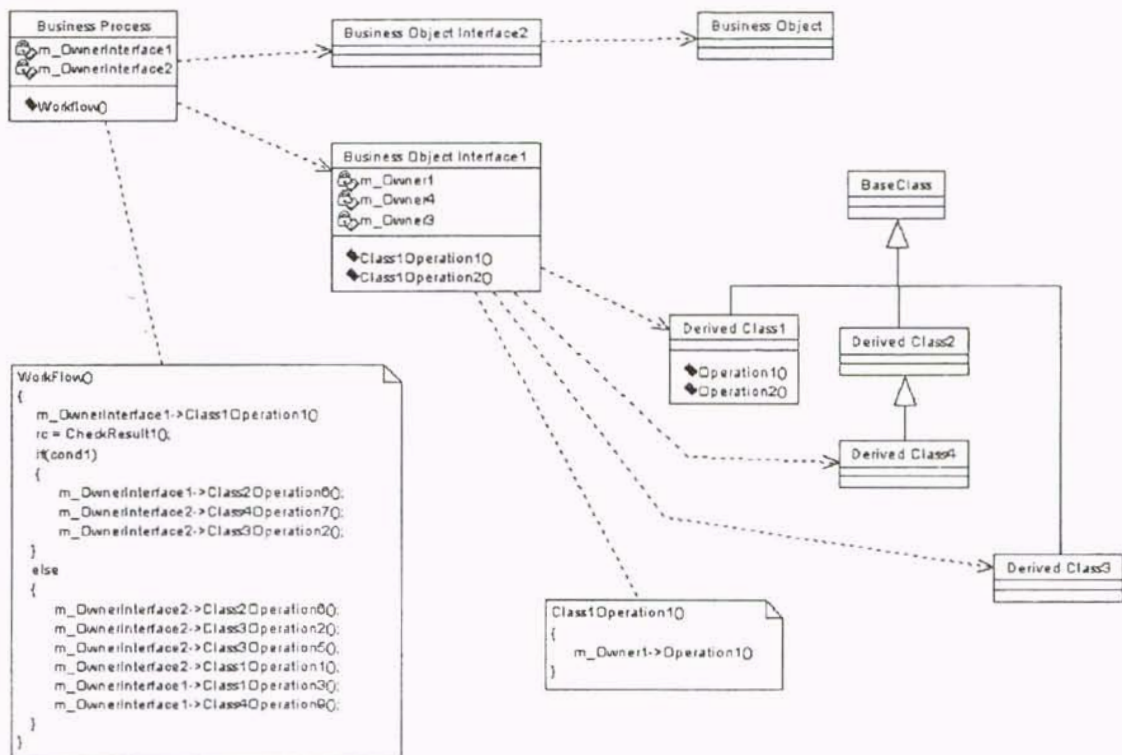 Business Process
m_OwnerInterface1
m_OwnerInterface2
Workflow()
Business Object Interface2
Business Object
Business Object Interface1
m_Owner1
m_Owner4
m_Owner3
Class1Operation1()
Class1Operation2()
BaseClass
Derived Class1
Operation1()
Operation2()
Derived Class2
Derived Class4
Derived Class3
WorkFlow()
{
m_OwnerInterface1->Class1Operation1()
rc = CheckResult1();
if(cond1)
{
m_OwnerInterface1->Class2Operation6();
m_OwnerInterface2->Class4Operation7();
m_OwnerInterface2->Class3Operation2();
}
else
{
m_OwnerInterface2->Class2Operation6();
m_OwnerInterface2->Class3Operation2();
m_OwnerInterface2->Class3Operation5();
m_OwnerInterface2->Class1Operation1();
m_OwnerInterface1->Class1Operation3();
m_OwnerInterface1->Class4Operation9();
}
}
Class1Operation1()
{
m_Owner1->Operation1()
}